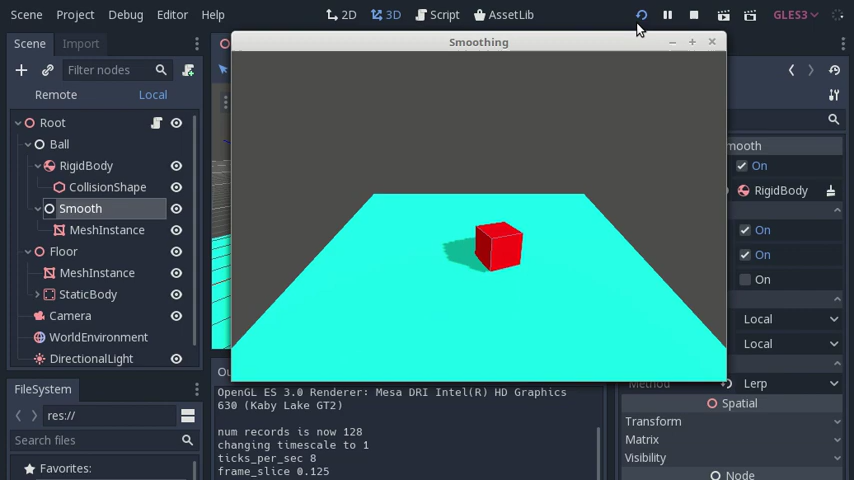 Scene Project Debug Editor Help 2D 3D Script AssetLib GLES3
Scene Import
Smoothing
Filter nodes
Remote Local
Root
Ball
RigidBody
CollisionShape
Smooth
MeshInstance
Floor
MeshInstance
StaticBody
Camera
WorldEnvironment
DirectionalLight
FileSystem
res://
Search files
Favorites:
OpenGL ES 3.0 Renderer: Mesa DRI Intel(R) HD Graphics
630 (Kaby Lake GT2)
num records is now 128
changing timescale to 1
ticks_per_sec 8
frame_slice 0.125
On
RigidBody
On
On
On
Local
Local
Lerp
Spatial
Transform
Matrix
Visibility
Node